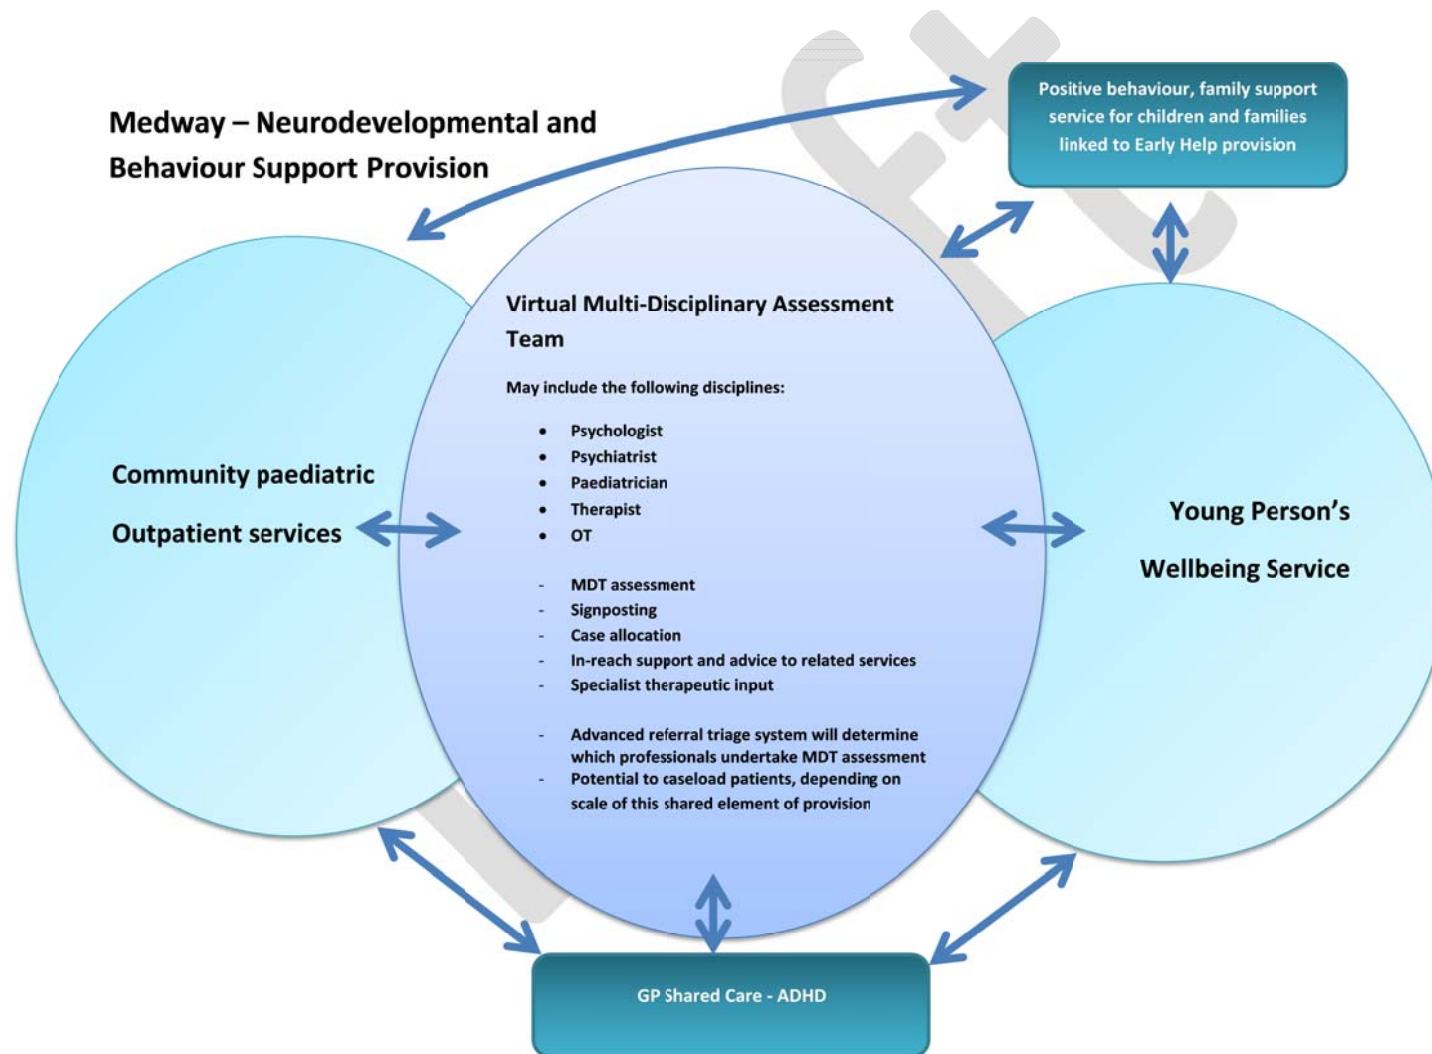 Medway – Neurodevelopmental and
Behaviour Support Provision
Positive behaviour, family support
service for children and families
linked to Early Help provision
Virtual Multi-Disciplinary Assessment
Team
May include the following disciplines:
• Psychologist
• Psychiatrist
• Paediatrician
• Therapist
• OT
- MDT assessment
- Signposting
- Case allocation
- In-reach support and advice to related services
- Specialist therapeutic input
- Advanced referral triage system will determine
which professionals undertake MDT assessment
- Potential to caseload patients, depending on
scale of this shared element of provision
Community paediatric
Outpatient services
Young Person’s
Wellbeing Service
GP Shared Care - ADHD